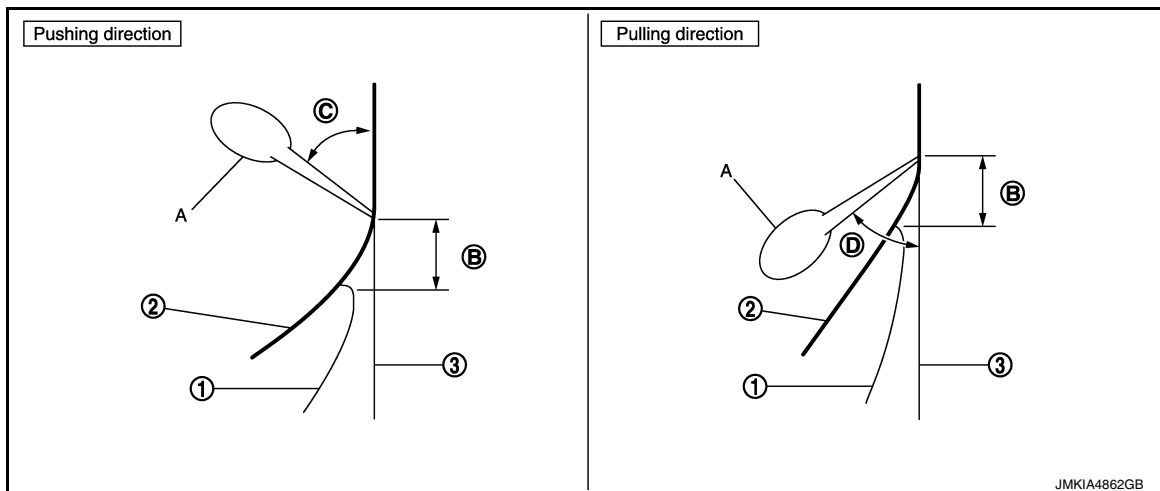 Pushing direction
C
A
B
2
3
1
Pulling direction
A
B
D
2
3
1
JMKIA4862GB